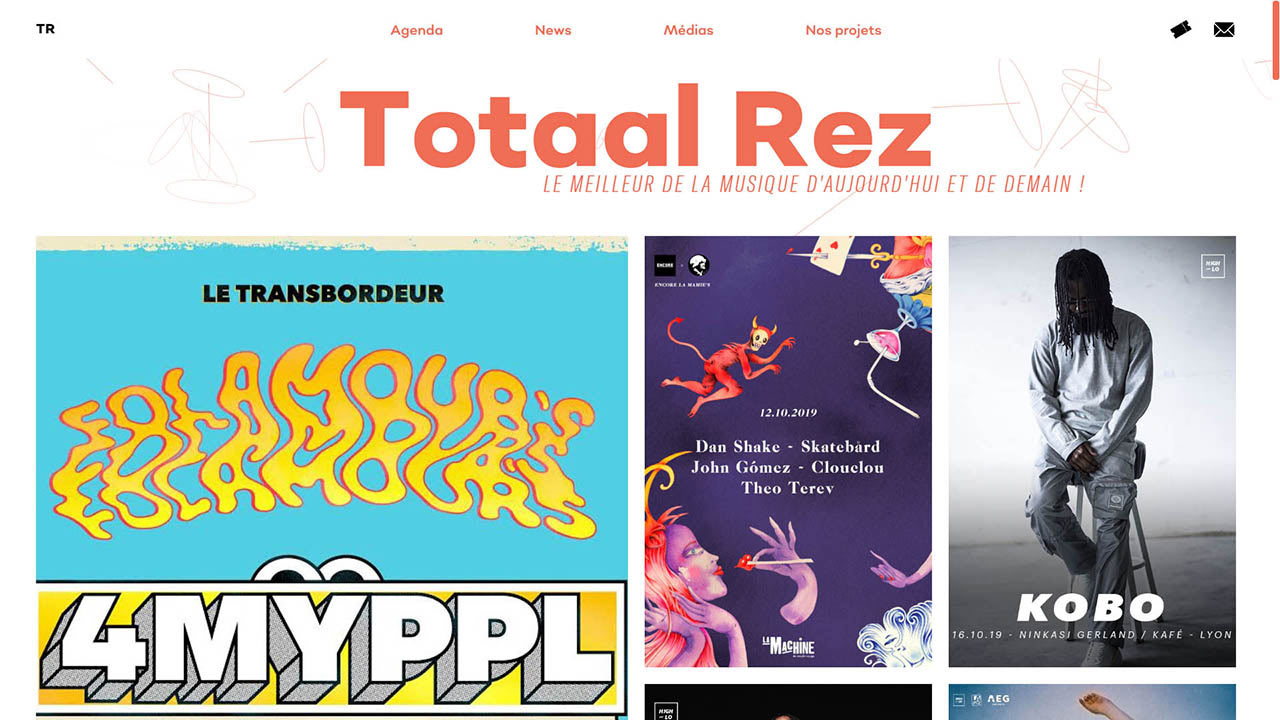 TR
Agenda
News
Médias
Nos projets
Totaal Rez
LE MEILLEUR DE LA MUSIQUE D'AUJOURD'HUI ET DE DEMAIN !
LE TRANSBORDEUR
FOLAMOUR'S
FOLAMOUR'S
4MYPPL
ENCORE
ENCORE LA MAMIE'S
12.10.2019
Dan Shake - Skatebård
John Gómez - Clouclou
Theo Terev
LA MACHINE
HIGH
LO
KOBO
16.10.19 - NINKASI GERLAND / KAFÉ - LYON
HIGH
LO
AEG